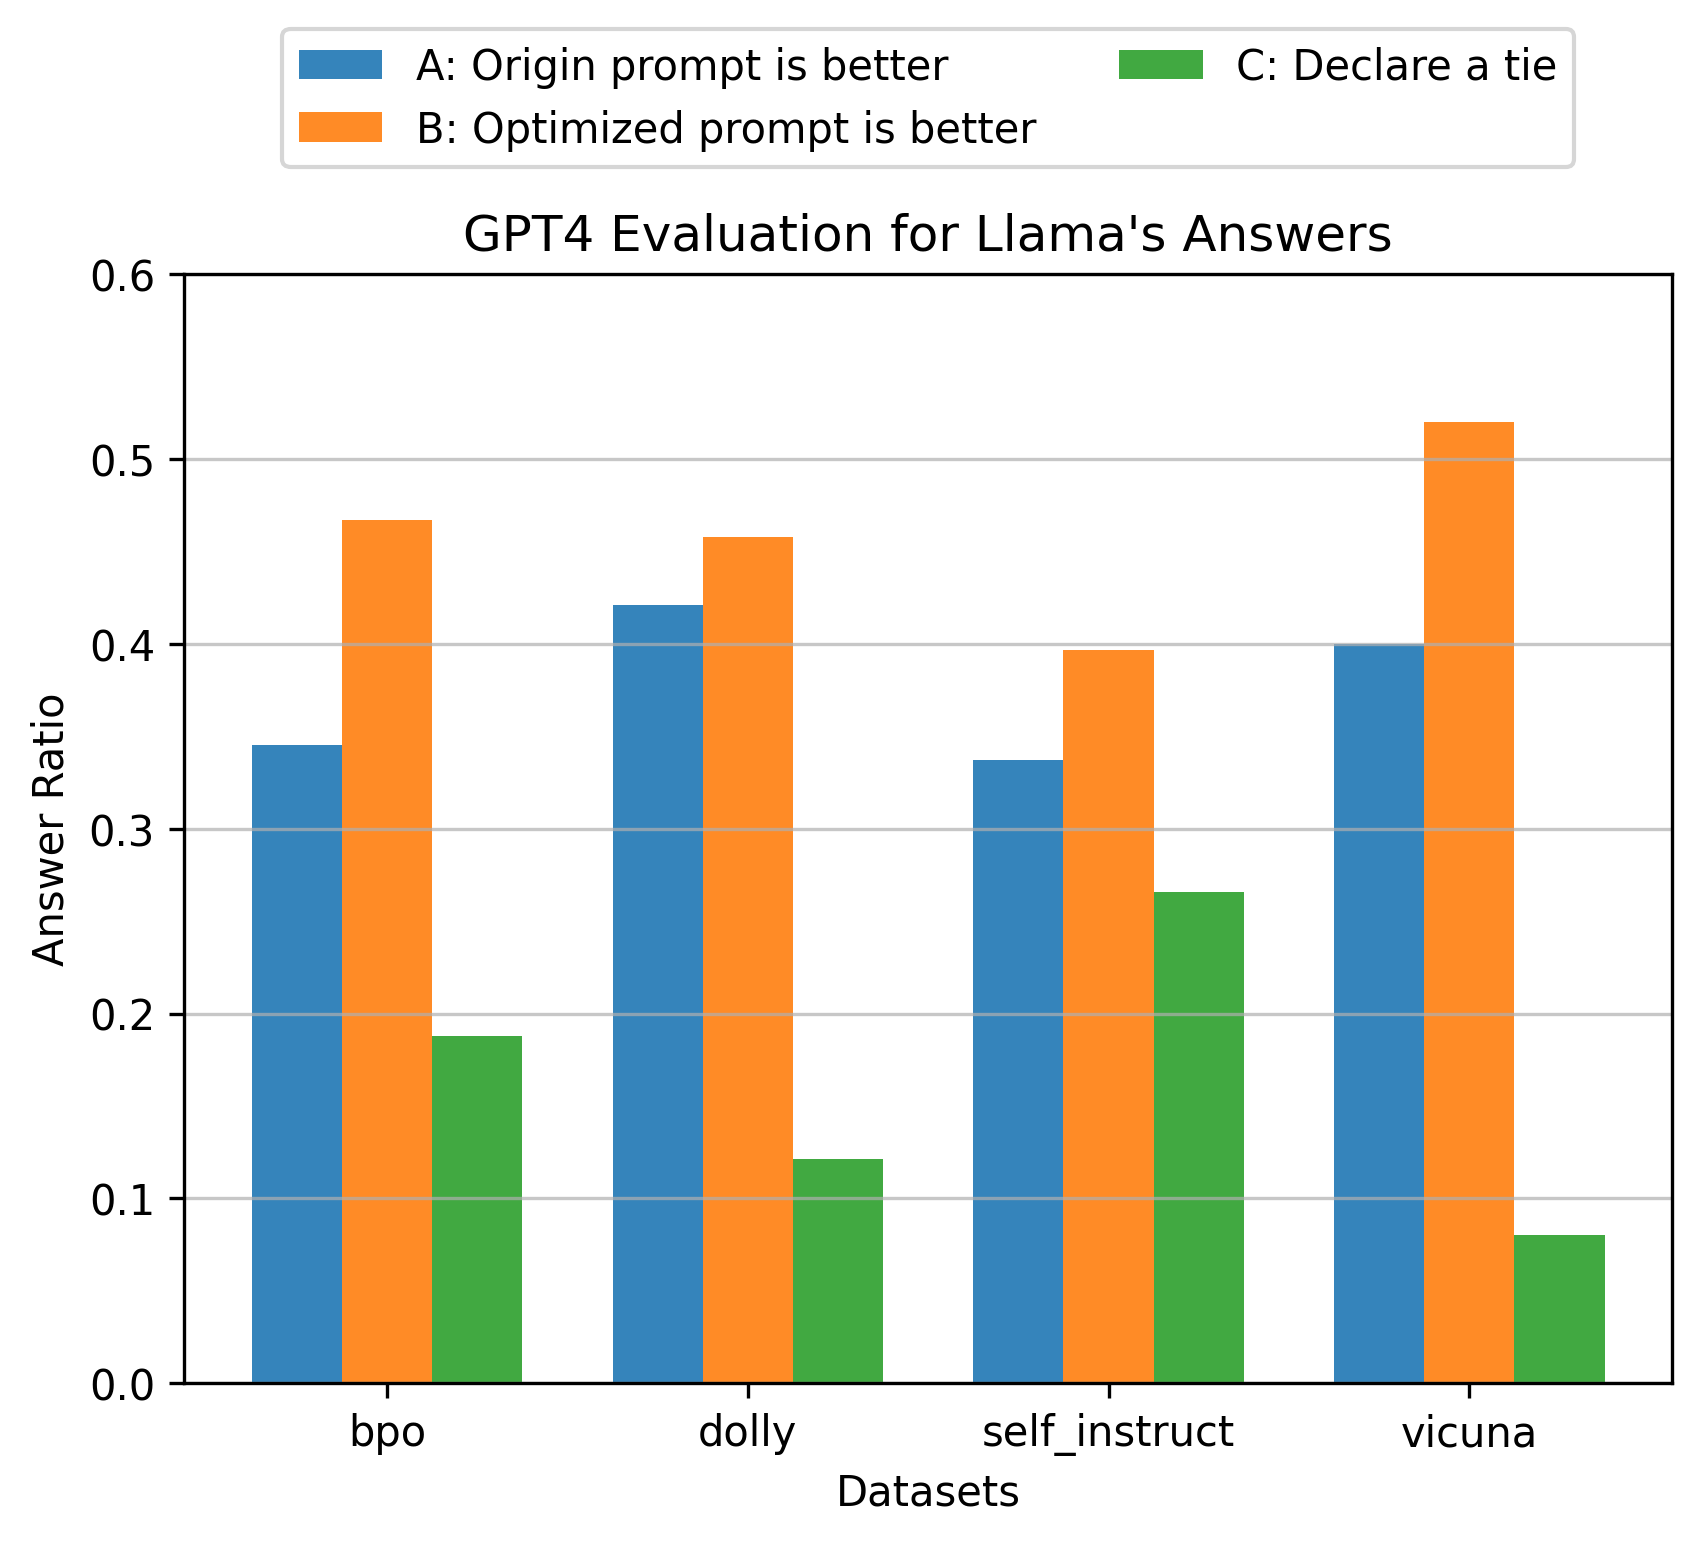 A: Origin prompt is better
B: Optimized prompt is better
C: Declare a tie
GPT4 Evaluation for Llama's Answers
0.6
0.5
0.4
0.3
0.2
0.1
0.0
Answer Ratio
bpo dolly self_instruct vicuna
Datasets